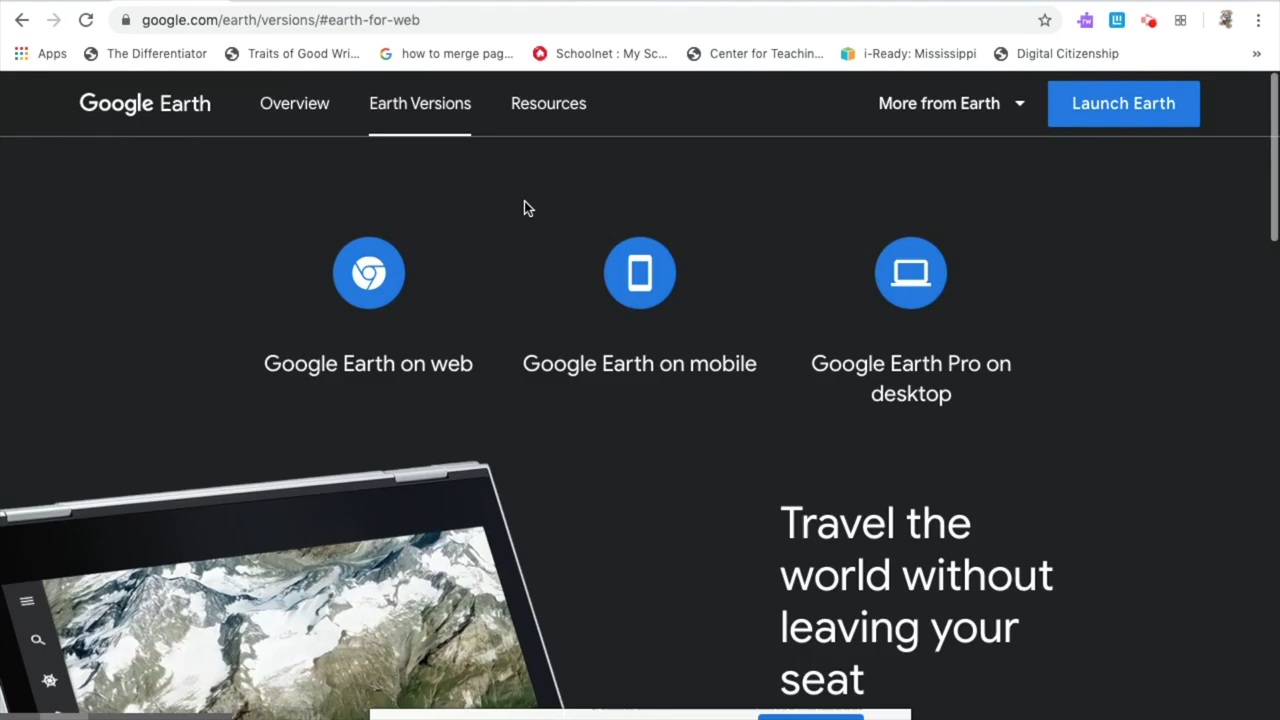 google.com/earth/versions/#earth-for-web
Apps The Differentiator Traits of Good Wri... how to merge pag... Schoolnet : My Sc... Center for Teachin... i-Ready: Mississippi Digital Citizenship »
Google Earth Overview Earth Versions Resources More from Earth Launch Earth
Google Earth on web
Google Earth on mobile
Google Earth Pro on
desktop
Travel the
world without
leaving your
seat